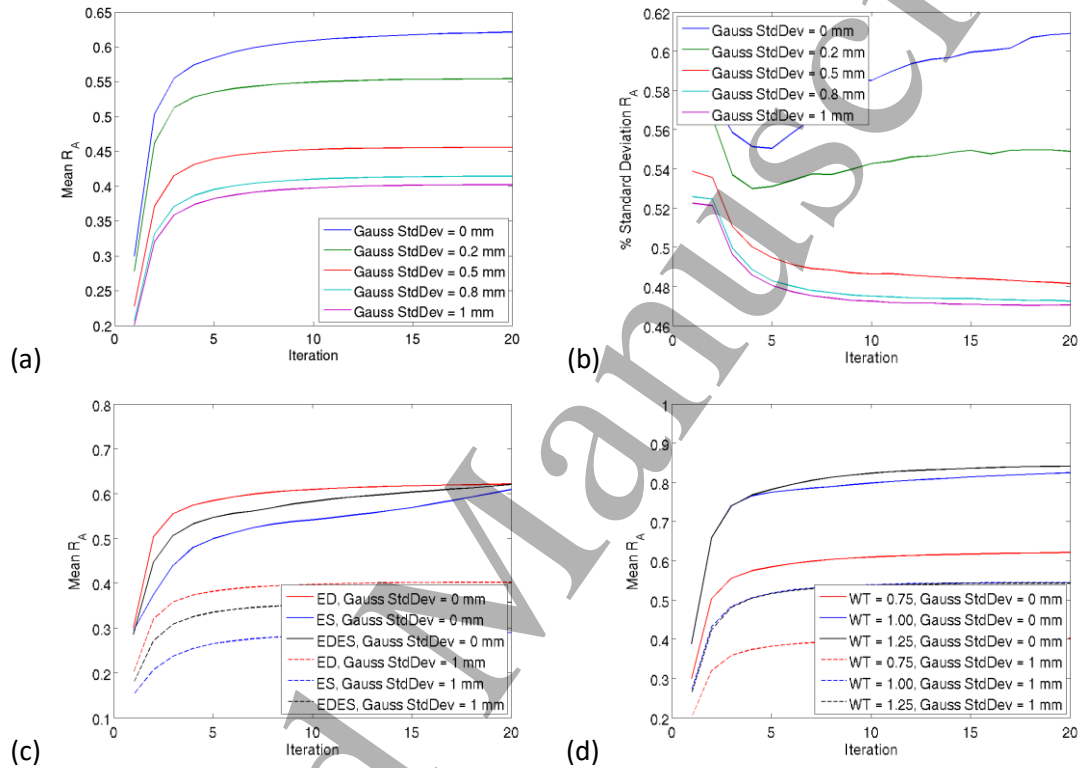 0.65
0.6
0.55
0.5
0.45
0.4
0.35
0.3
0.25
0.2
Mean R_A
0 5 10 15 20
Iteration
Gauss StdDev = 0 mm
Gauss StdDev = 0.2 mm
Gauss StdDev = 0.5 mm
Gauss StdDev = 0.8 mm
Gauss StdDev = 1 mm
(a)
0.62
0.6
0.58
0.56
0.54
0.52
0.5
0.48
0.46
% Standard Deviation R_A
0 5 10 15 20
Iteration
Gauss StdDev = 0 mm
Gauss StdDev = 0.2 mm
Gauss StdDev = 0.5 mm
Gauss StdDev = 0.8 mm
Gauss StdDev = 1 mm
(b)
0.8
0.7
0.6
0.5
0.4
0.3
0.2
0.1
Mean R_A
0 5 10 15 20
Iteration
ED, Gauss StdDev = 0 mm
ES, Gauss StdDev = 0 mm
EDES, Gauss StdDev = 0 mm
ED, Gauss StdDev = 1 mm
ES, Gauss StdDev = 1 mm
EDES, Gauss StdDev = 1 mm
(c)
1
0.9
0.8
0.7
0.6
0.5
0.4
0.3
0.2
Mean R_A
0 5 10 15 20
Iteration
WT = 0.75, Gauss StdDev = 0 mm
WT = 1.00, Gauss StdDev = 0 mm
WT = 1.25, Gauss StdDev = 0 mm
WT = 0.75, Gauss StdDev = 1 mm
WT = 1.00, Gauss StdDev = 1 mm
WT = 1.25, Gauss StdDev = 1 mm
(d)
d Manuscri